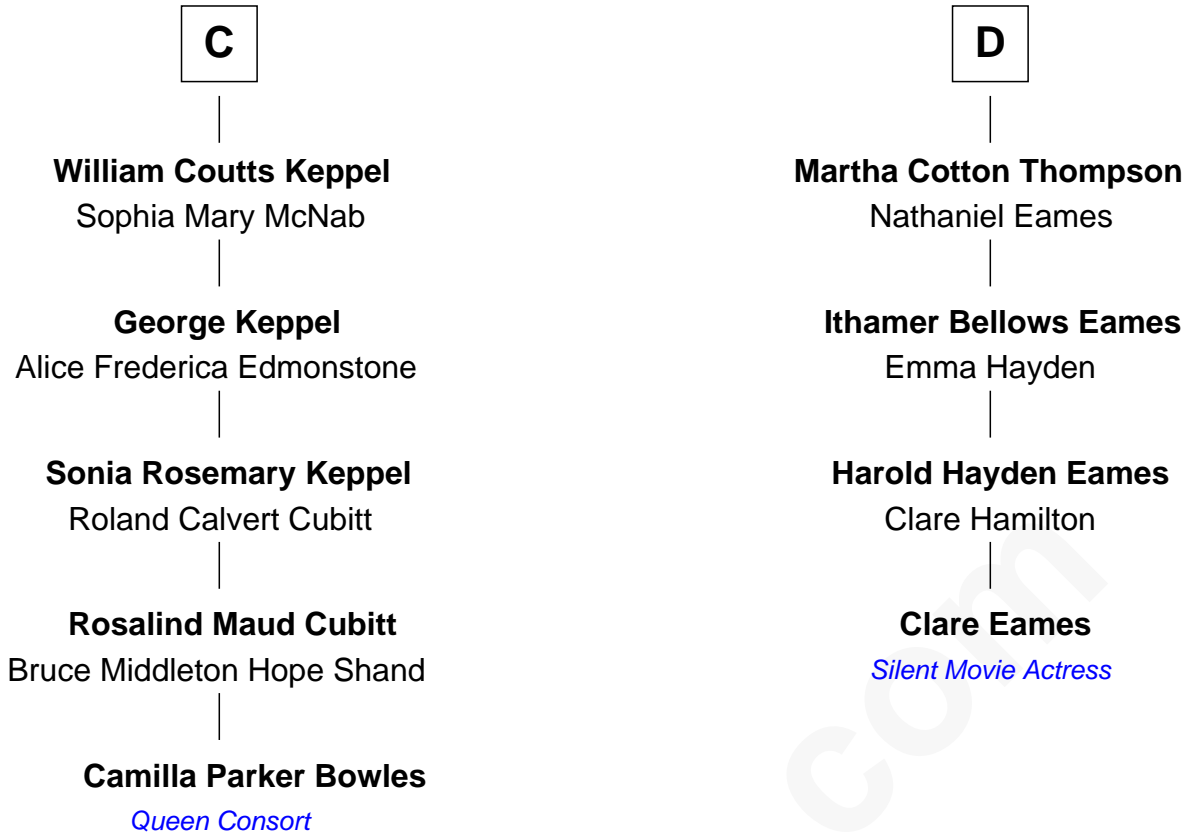 C
William Coutts Keppel
Sophia Mary McNab
George Keppel
Alice Frederica Edmonstone
Sonia Rosemary Keppel
Roland Calvert Cubitt
Rosalind Maud Cubitt
Bruce Middleton Hope Shand
Camilla Parker Bowles
Queen Consort
D
Martha Cotton Thompson
Nathaniel Eames
Ithamer Bellows Eames
Emma Hayden
Harold Hayden Eames
Clare Hamilton
Clare Eames
Silent Movie Actress
com